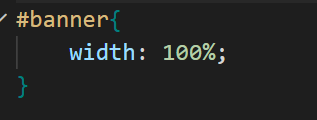 #banner{
    width: 100%;
}